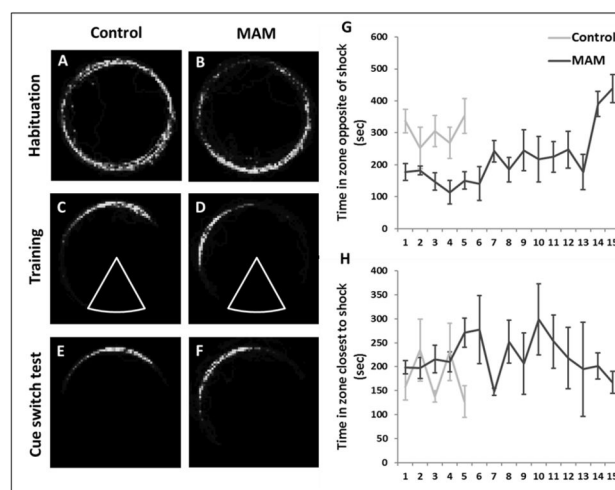 Control
MAM
A
B
Habituation
C
D
Training
E
F
Cue switch test
G
Control
MAM
Time in zone opposite of shock
(sec)
600
500
400
300
200
100
0
1 2 3 4 5 6 7 8 9 10 11 12 13 14 15
H
Time in zone closest to shock
(sec)
400
350
300
250
200
150
100
50
0
1 2 3 4 5 6 7 8 9 10 11 12 13 14 15